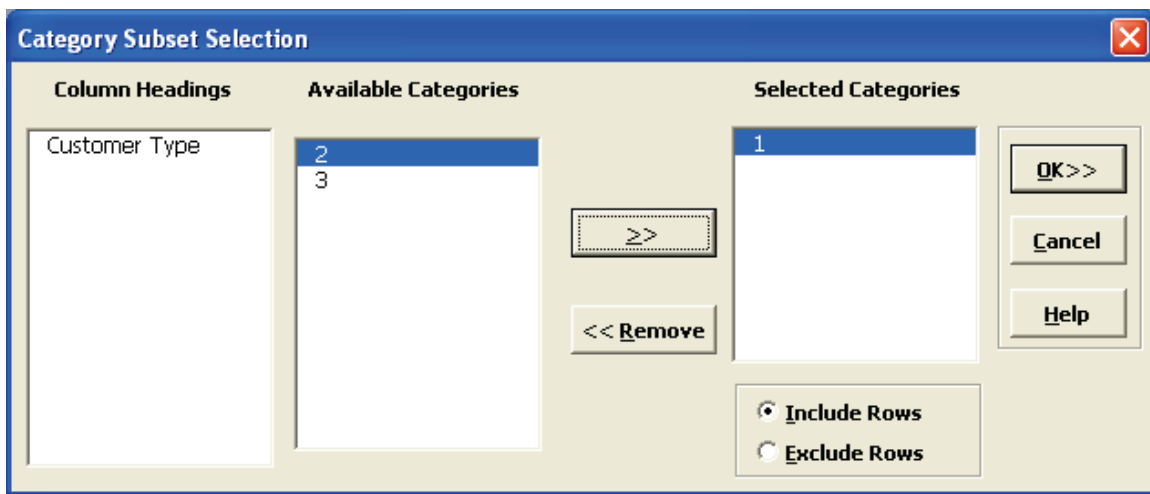 Category Subset Selection
Column Headings
Available Categories
Selected Categories
Customer Type
2
3
1
>>
<< Remove
OK>>
Cancel
Help
Include Rows
Exclude Rows